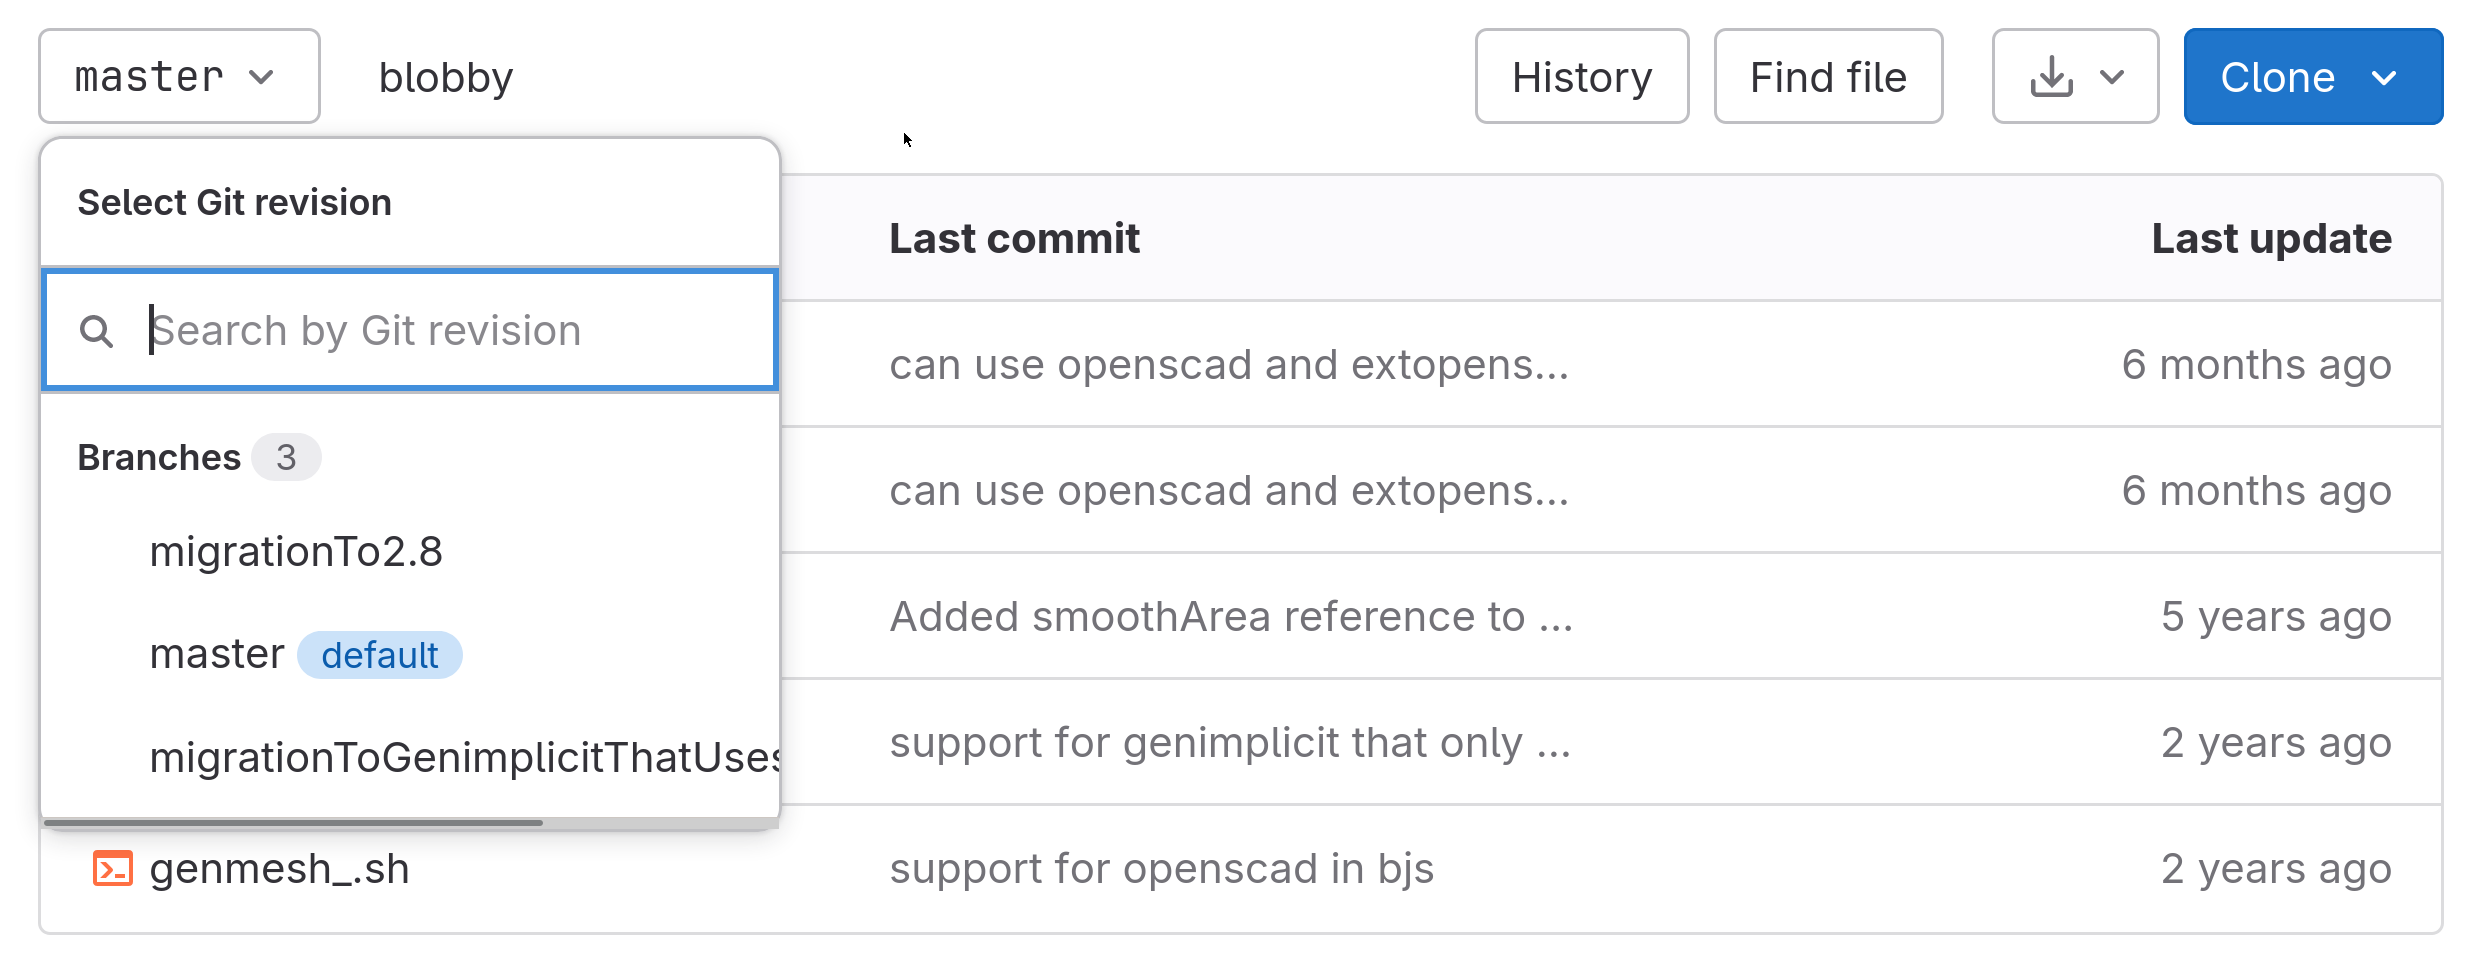 master blobby History Find file Clone
Select Git revision
Last commit Last update
Search by Git revision
can use openscad and extopens... 6 months ago
Branches 3
can use openscad and extopens... 6 months ago
migrationTo2.8
Added smoothArea reference to ... 5 years ago
master default
support for genimplicit that only ... 2 years ago
migrationToGenimplicitThatUses
genmesh_.sh support for openscad in bjs 2 years ago